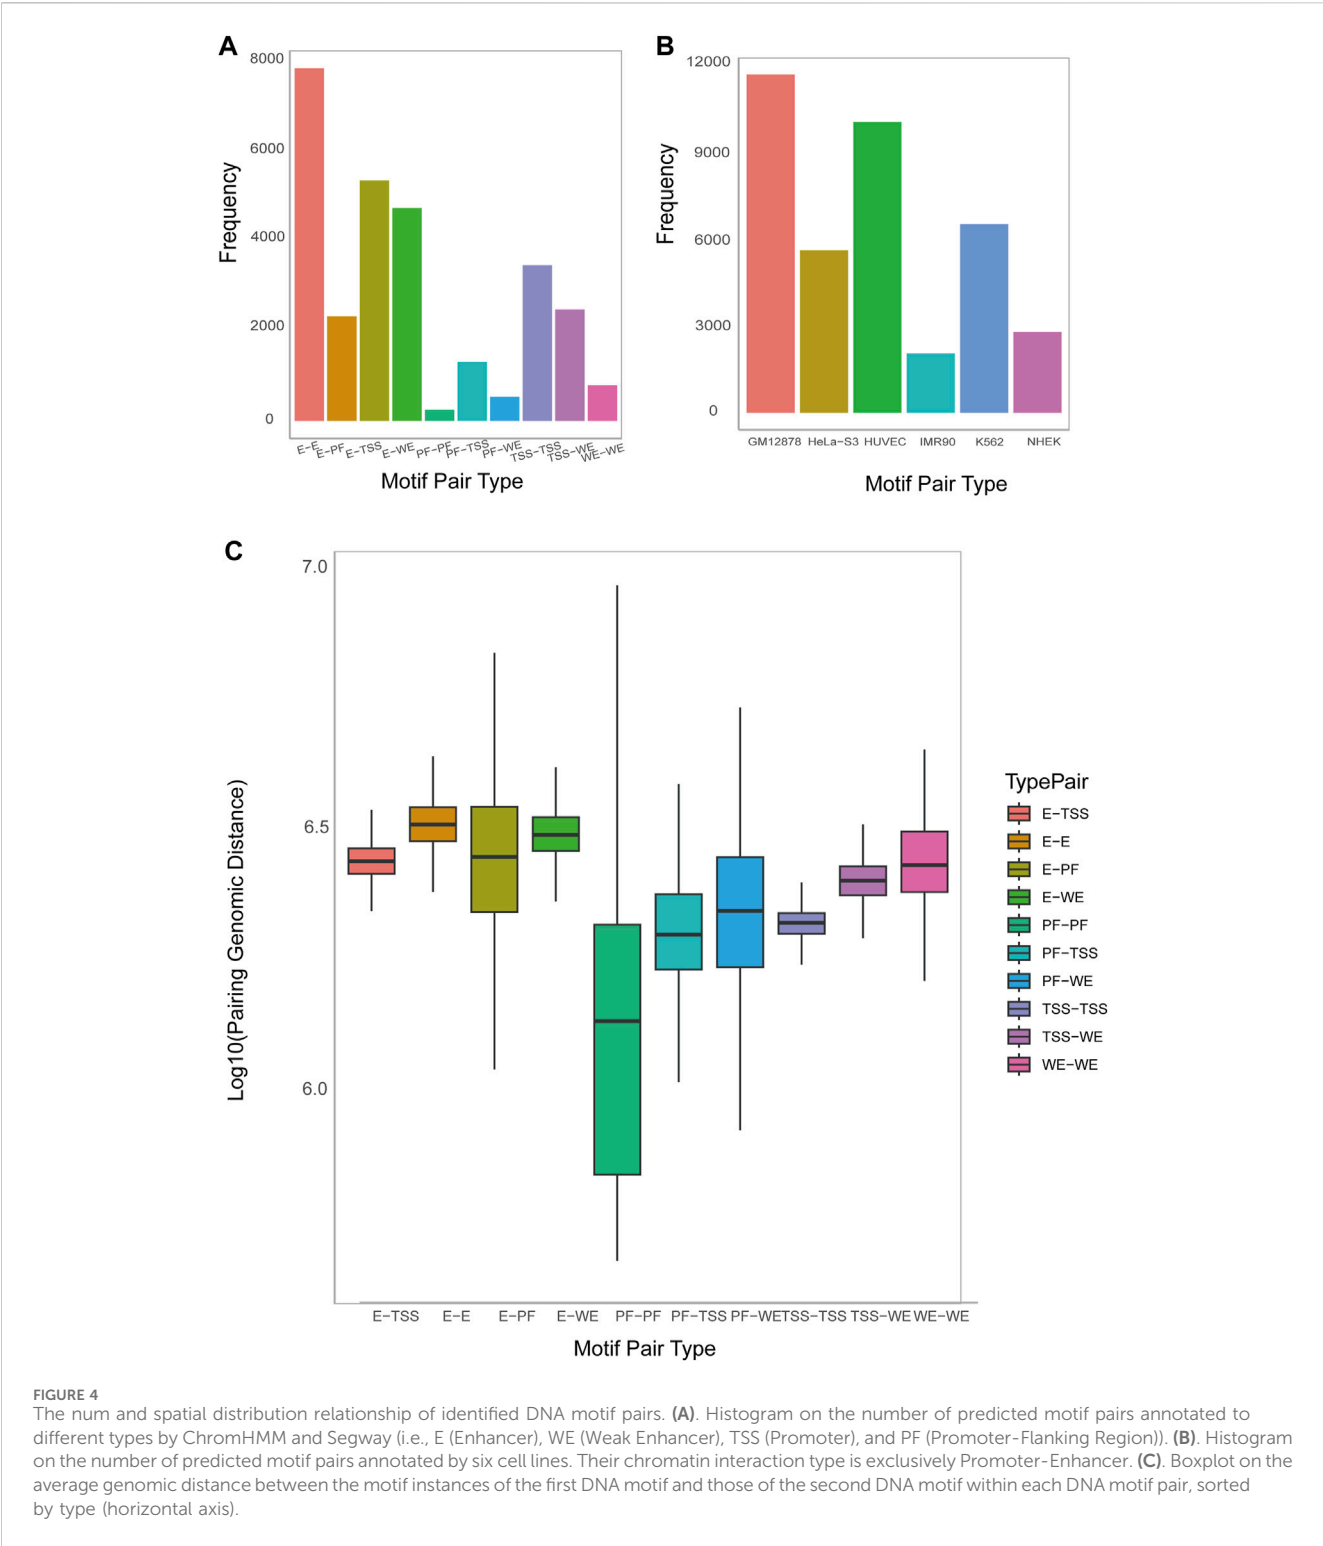 A
8000
6000
4000
2000
0
Frequency
E−E
E−PF
E−TSS
E−WE
PF−PF
PF−TSS
PF−WE
TSS−TSS
TSS−WE
WE−WE
Motif Pair Type
B
12000
9000
6000
3000
0
Frequency
GM12878 HeLa−S3 HUVEC IMR90 K562 NHEK
Motif Pair Type
C
7.0
6.5
6.0
Log10(Pairing Genomic Distance)
E−TSS E−E E−PF E−WE PF−PF PF−TSS PF−WE TSS−TSS TSS−WE WE−WE
Motif Pair Type
TypePair
E−TSS
E−E
E−PF
E−WE
PF−PF
PF−TSS
PF−WE
TSS−TSS
TSS−WE
WE−WE
FIGURE 4
The num and spatial distribution relationship of identified DNA motif pairs. (A). Histogram on the number of predicted motif pairs annotated to
different types by ChromHMM and Segway (i.e., E (Enhancer), WE (Weak Enhancer), TSS (Promoter), and PF (Promoter-Flanking Region)). (B). Histogram
on the number of predicted motif pairs annotated by six cell lines. Their chromatin interaction type is exclusively Promoter-Enhancer. (C). Boxplot on the
average genomic distance between the motif instances of the first DNA motif and those of the second DNA motif within each DNA motif pair, sorted
by type (horizontal axis).